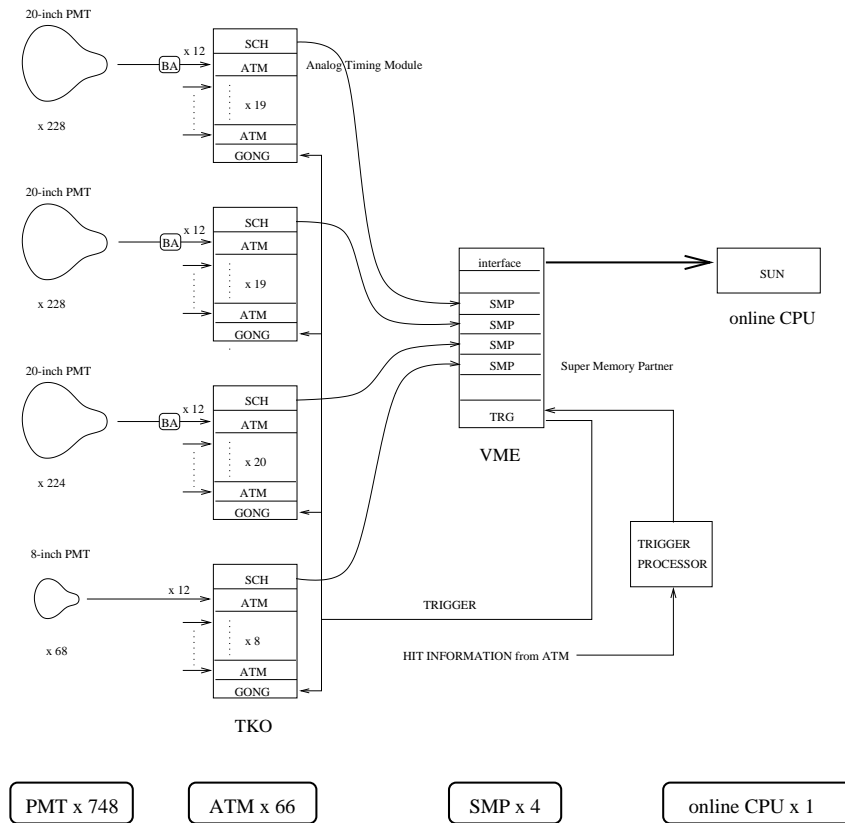 20-inch PMT
BA
x 12
x 228
SCH
ATM
x 19
ATM
GONG
Analog Timing Module
20-inch PMT
BA
x 12
x 228
SCH
ATM
x 19
ATM
GONG
20-inch PMT
BA
x 12
x 224
SCH
ATM
x 20
ATM
GONG
8-inch PMT
x 12
x 68
SCH
ATM
x 8
ATM
GONG
TKO
interface
SMP
SMP
SMP
SMP
TRG
VME
Super Memory Partner
SUN
online CPU
TRIGGER
PROCESSOR
TRIGGER
HIT INFORMATION from ATM
PMT x 748
ATM x 66
SMP x 4
online CPU x 1